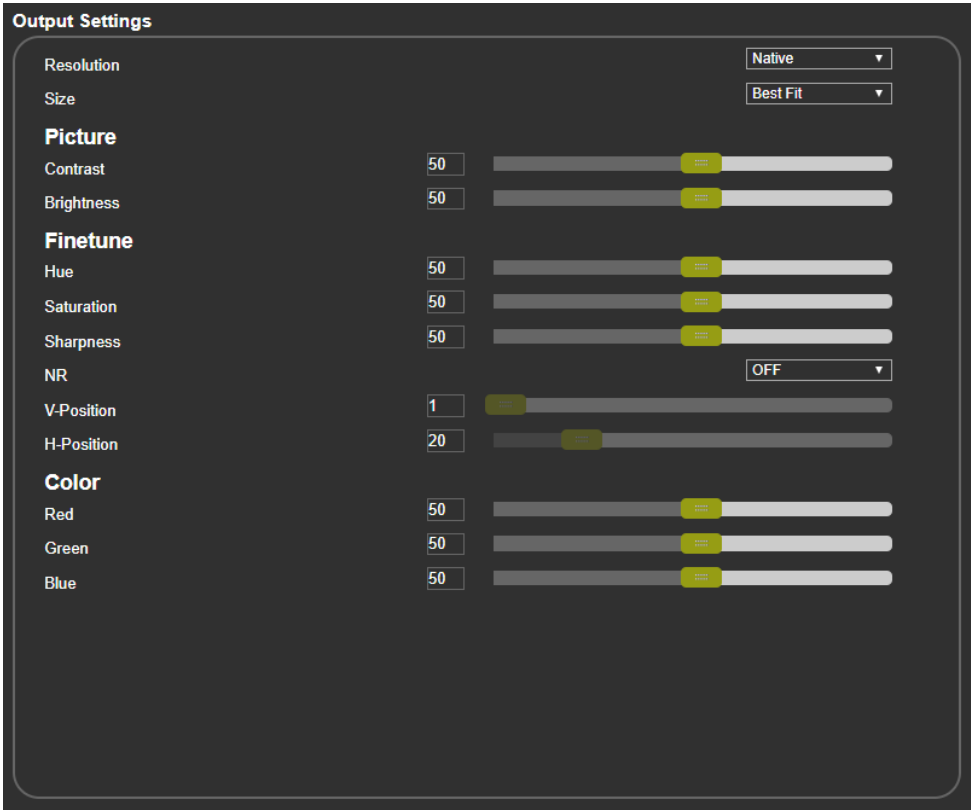 Output Settings
Resolution Native
Size Best Fit
Picture
Contrast 50
Brightness 50
Finetune
Hue 50
Saturation 50
Sharpness 50
NR OFF
V-Position 1
H-Position 20
Color
Red 50
Green 50
Blue 50